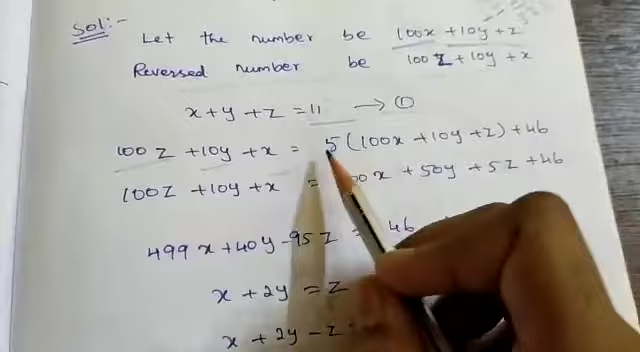 Sol:-
Let the number be 100x + 10y + z
Reversed number be 100z + 10y + x
x + y + z = 11 → ①
100z + 10y + x = 5(100x + 10y + z) + 46
100z + 10y + x = 00x + 50y + 5z + 46
499x + 40y - 95z = 46
x + 2y = z
x + 2y - z